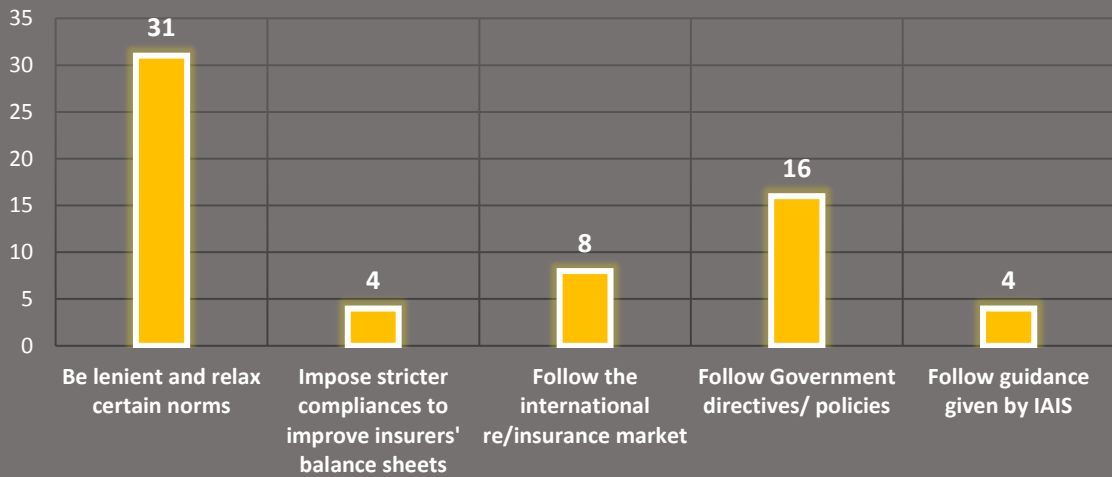 35
30
25
20
15
10
5
0
31
4
8
16
4
Be lenient and relax
certain norms
Impose stricter
compliances to
improve insurers'
balance sheets
Follow the
international
re/insurance market
Follow Government
directives/ policies
Follow guidance
given by IAIS